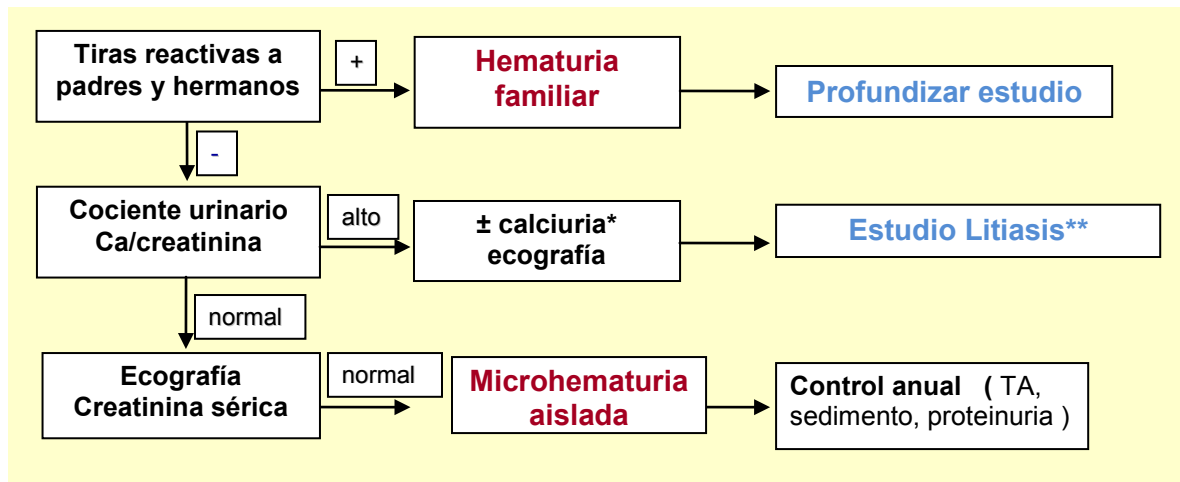 Tiras reactivas a
padres y hermanos
+
Hematuria
familiar
Profundizar estudio
-
Cociente urinario
Ca/creatinina
alto
± calciuria*
ecografía
Estudio Litiasis**
normal
Ecografía
Creatinina sérica
normal
Microhematuria
aislada
Control anual ( TA,
sedimento, proteinuria )